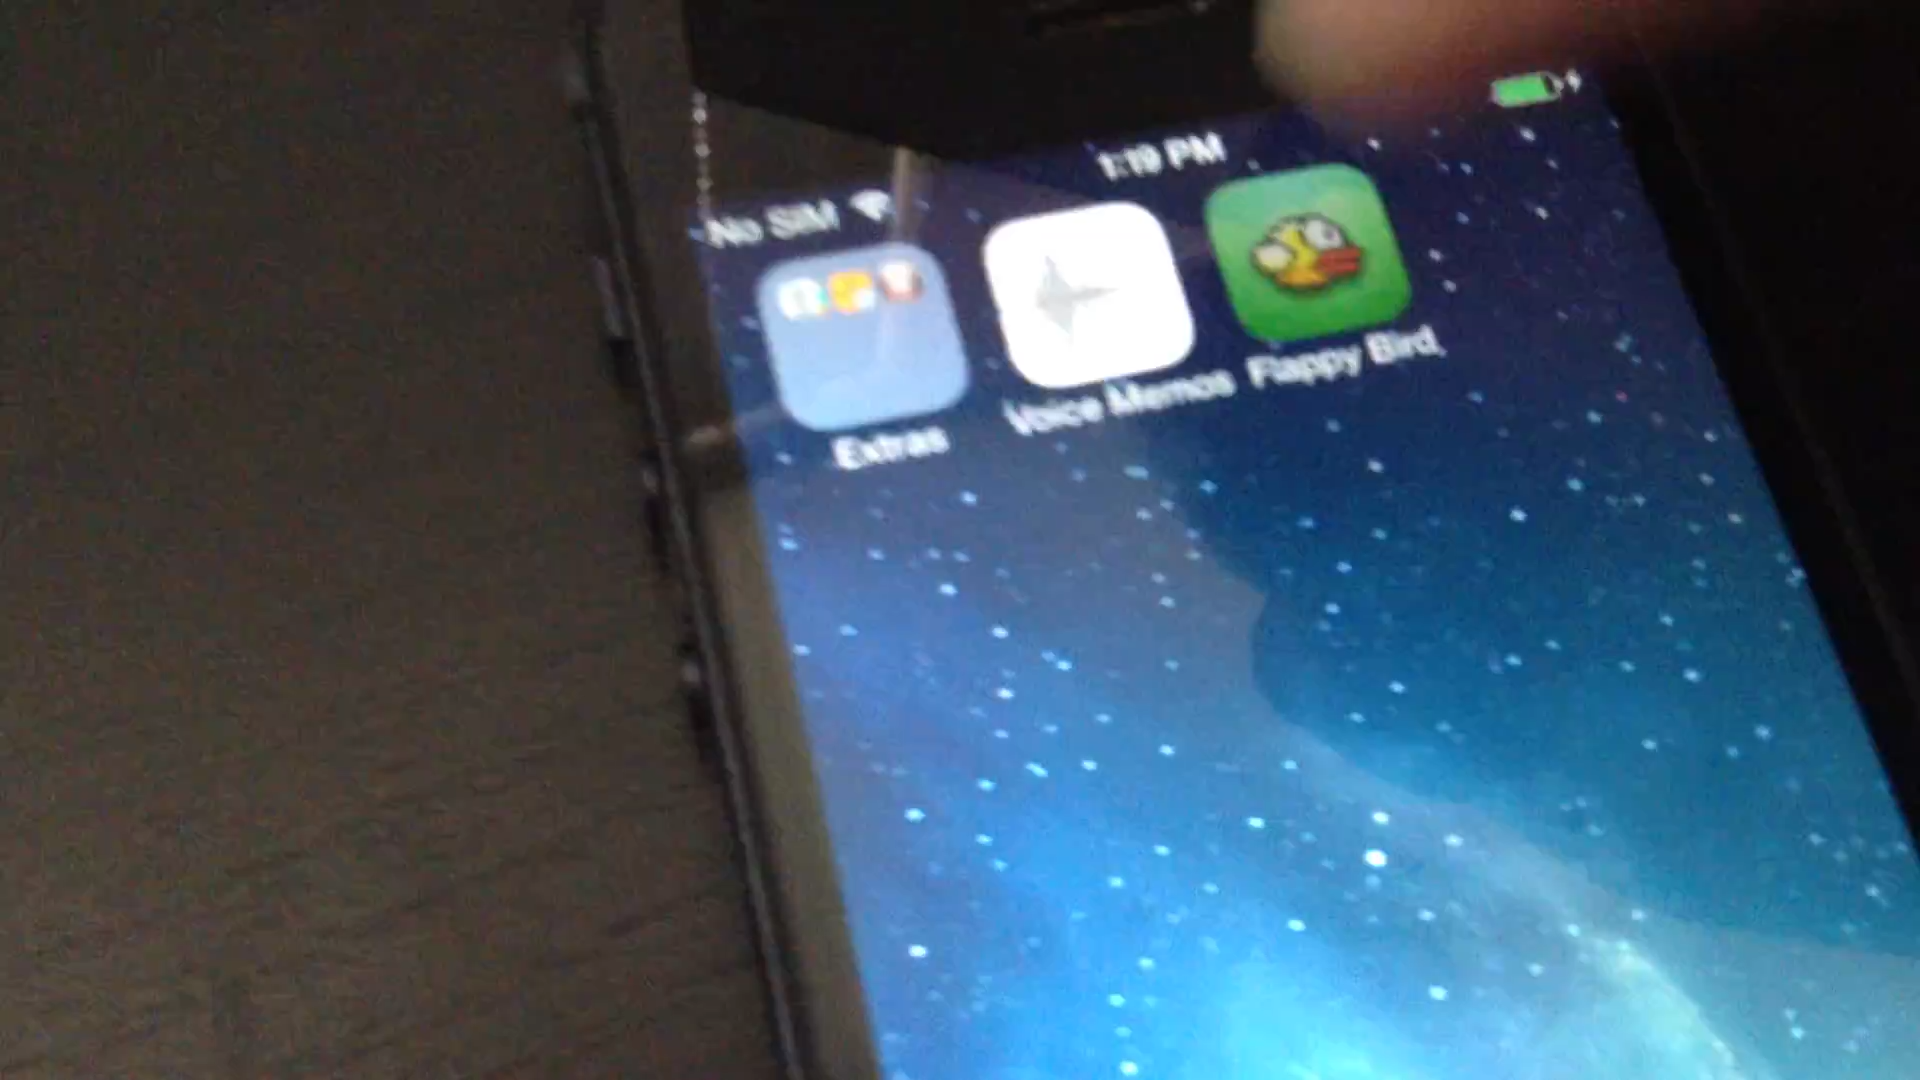 No SIM
1:19 PM
Extras
Voice Memos
Flappy Bird